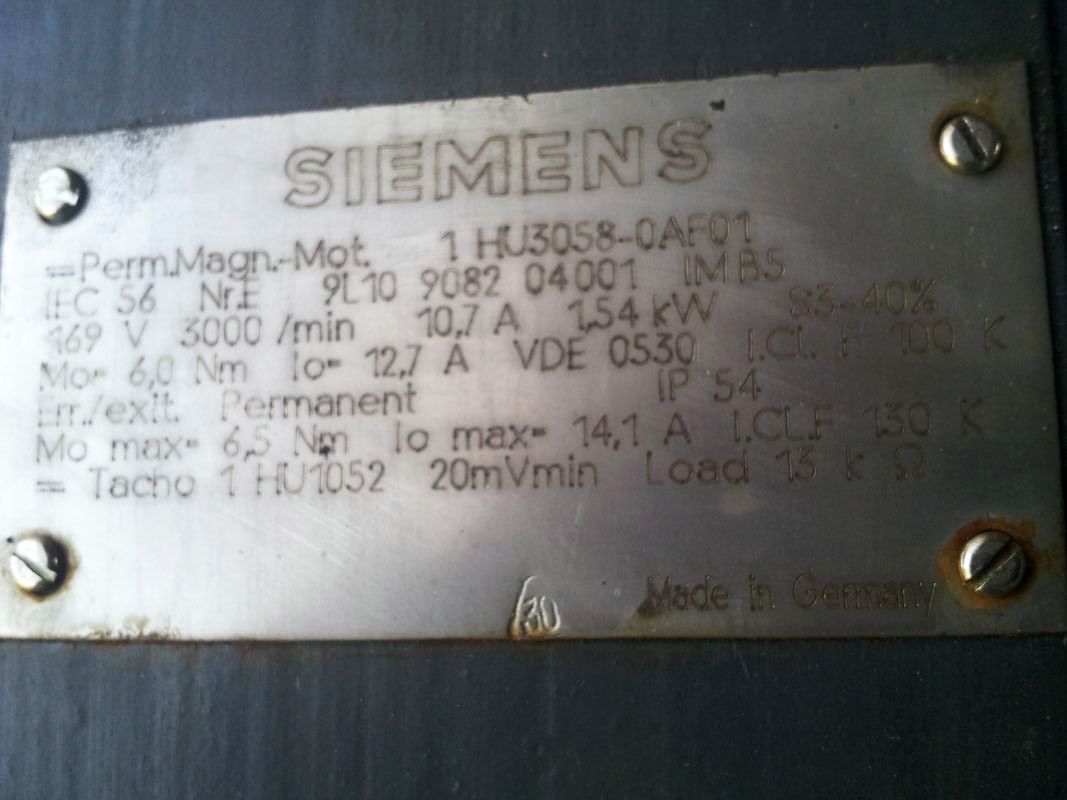 SIEMENS
=Perm.Magn.-Mot. 1 HU3058-0AF01
IEC 56 Nr.E 9L10 9082 04001 IM B5
169 V 3000 /min 10,7 A 1,54 kW S3-40%
Mo= 6,0 Nm Io= 12,7 A VDE 0530 I.Cl. F 100 K
Err./exit. Permanent IP 54
Mo max= 6,5 Nm Io max= 14,1 A I.CL.F 130 K
= Tacho 1 HU1052 20mVmin Load 13 k Ω
30
Made in Germany